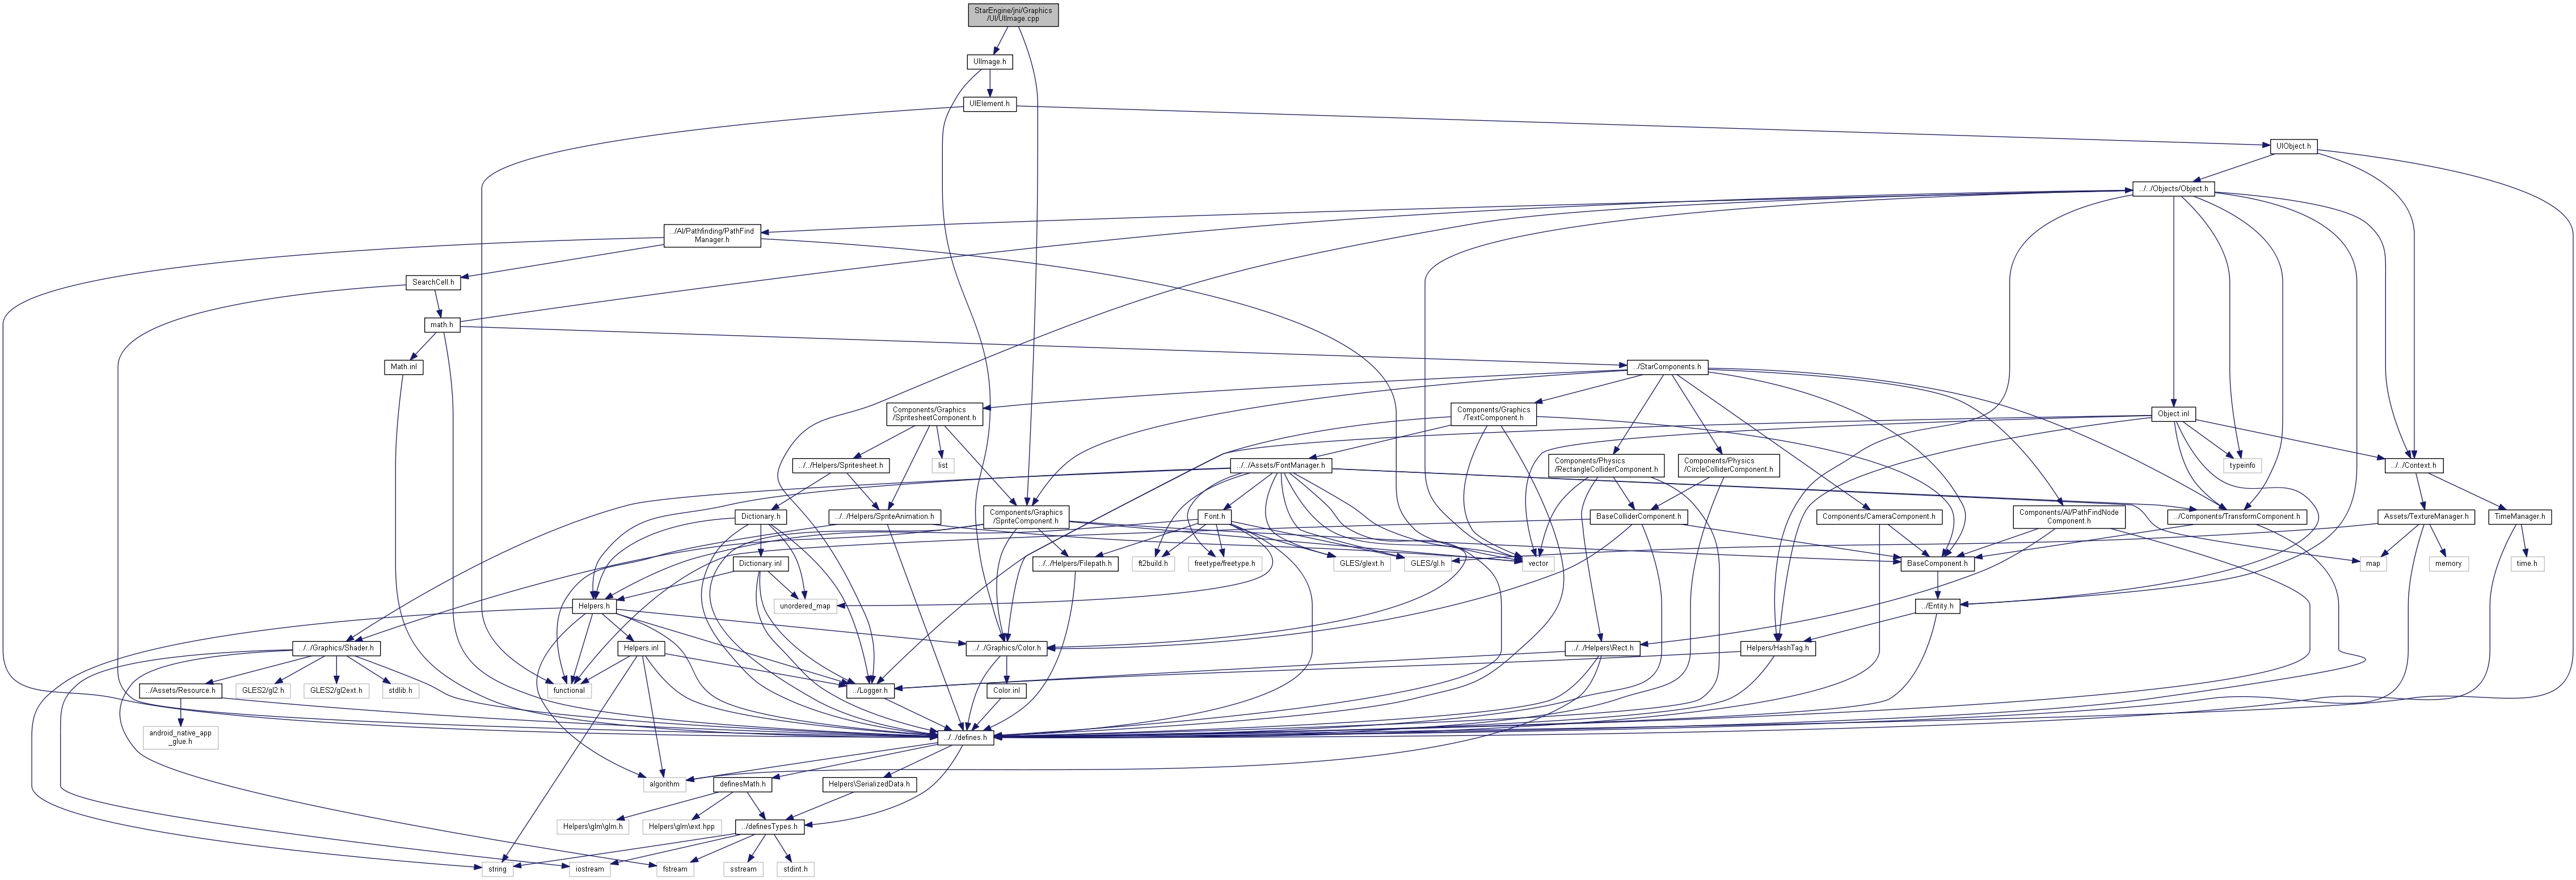 StarEngine/jni/Graphics
/UI/UIImage.cpp
UIImage.h
UIElement.h
UIObject.h
../../Objects/Object.h
../AI/Pathfinding/PathFind
Manager.h
SearchCell.h
math.h
Math.inl
../StarComponents.h
Components/Graphics
/SpritesheetComponent.h
Components/Graphics
/TextComponent.h
Object.inl
../../Helpers/Spritesheet.h
list
../../Assets/FontManager.h
Components/Physics
/RectangleColliderComponent.h
Components/Physics
/CircleColliderComponent.h
typeinfo
../../Context.h
Dictionary.h
../../Helpers/SpriteAnimation.h
Components/Graphics
/SpriteComponent.h
Font.h
BaseColliderComponent.h
Components/CameraComponent.h
Components/AI/PathFindNode
Component.h
../Components/TransformComponent.h
Assets/TextureManager.h
TimeManager.h
Dictionary.inl
../../Helpers/Filepath.h
ft2build.h
freetype/freetype.h
GLES/glext.h
GLES/gl.h
vector
BaseComponent.h
map
memory
time.h
Helpers.h
unordered_map
../Entity.h
../../Graphics/Shader.h
Helpers.inl
../../Graphics/Color.h
../../Helpers\Rect.h
Helpers/HashTag.h
../Assets/Resource.h
GLES2/gl2.h
GLES2/gl2ext.h
stdlib.h
functional
../Logger.h
Color.inl
android_native_app
_glue.h
../../defines.h
algorithm
definesMath.h
Helpers\SerializedData.h
Helpers\glm\glm.h
Helpers\glm\ext.hpp
../definesTypes.h
string
iostream
fstream
sstream
stdint.h